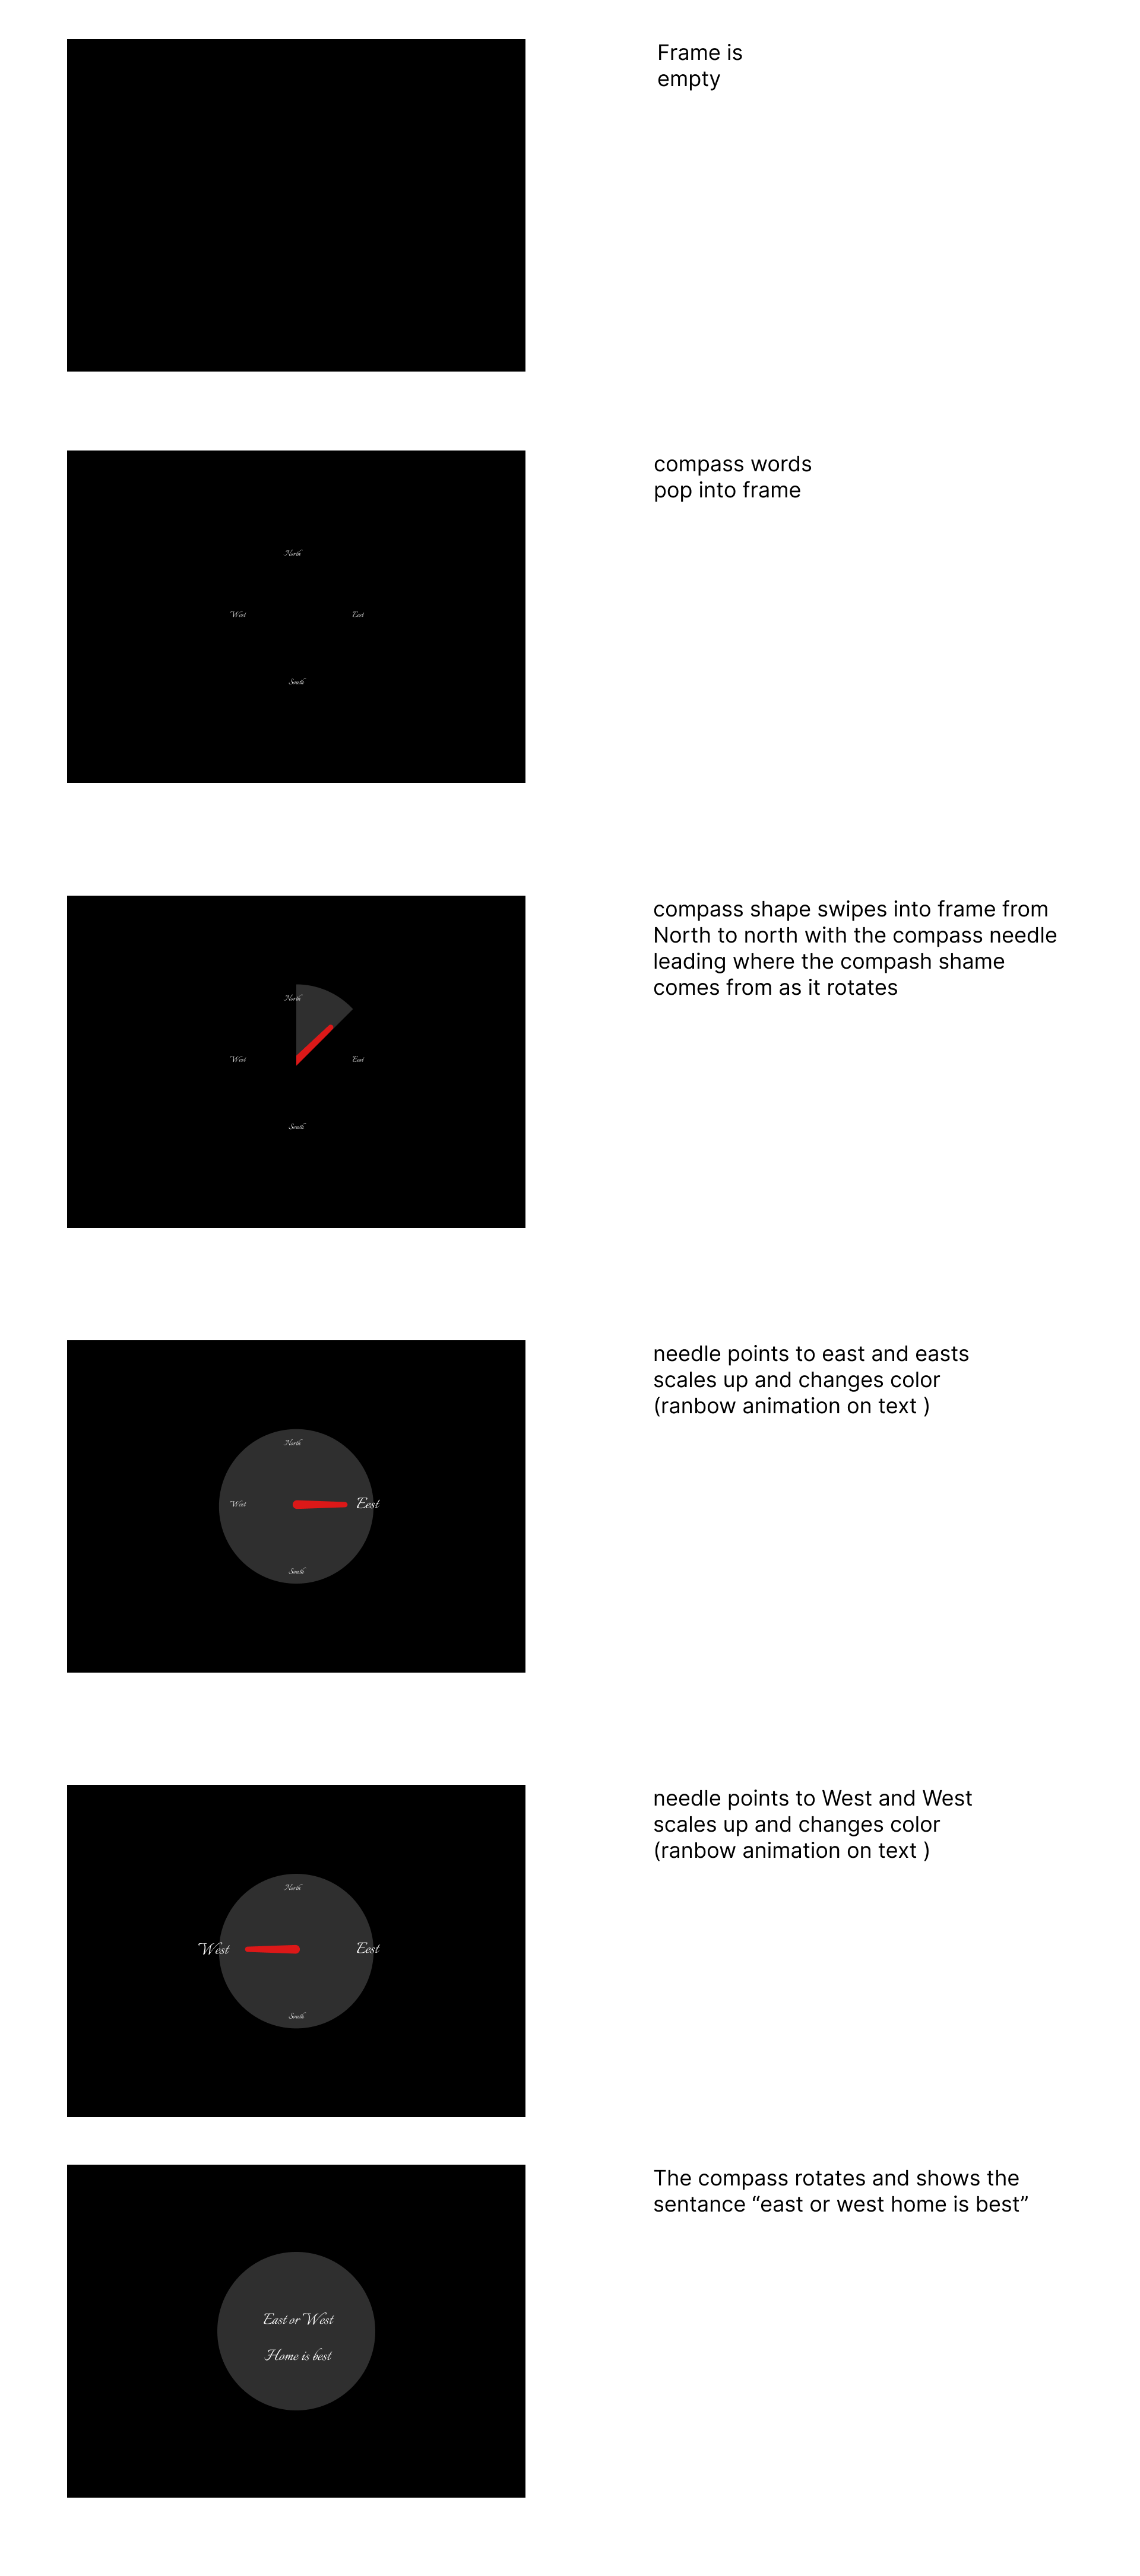 Frame is
empty
compass words
pop into frame
North
West
Eest
South
compass shape swipes into frame from
North to north with the compass needle
leading where the compash shame
comes from as it rotates
North
West
Eest
South
needle points to east and easts
scales up and changes color
(ranbow animation on text )
North
West
Eest
South
needle points to West and West
scales up and changes color
(ranbow animation on text )
North
West
Eest
South
The compass rotates and shows the
sentance “east or west home is best”
East or West
Home is best